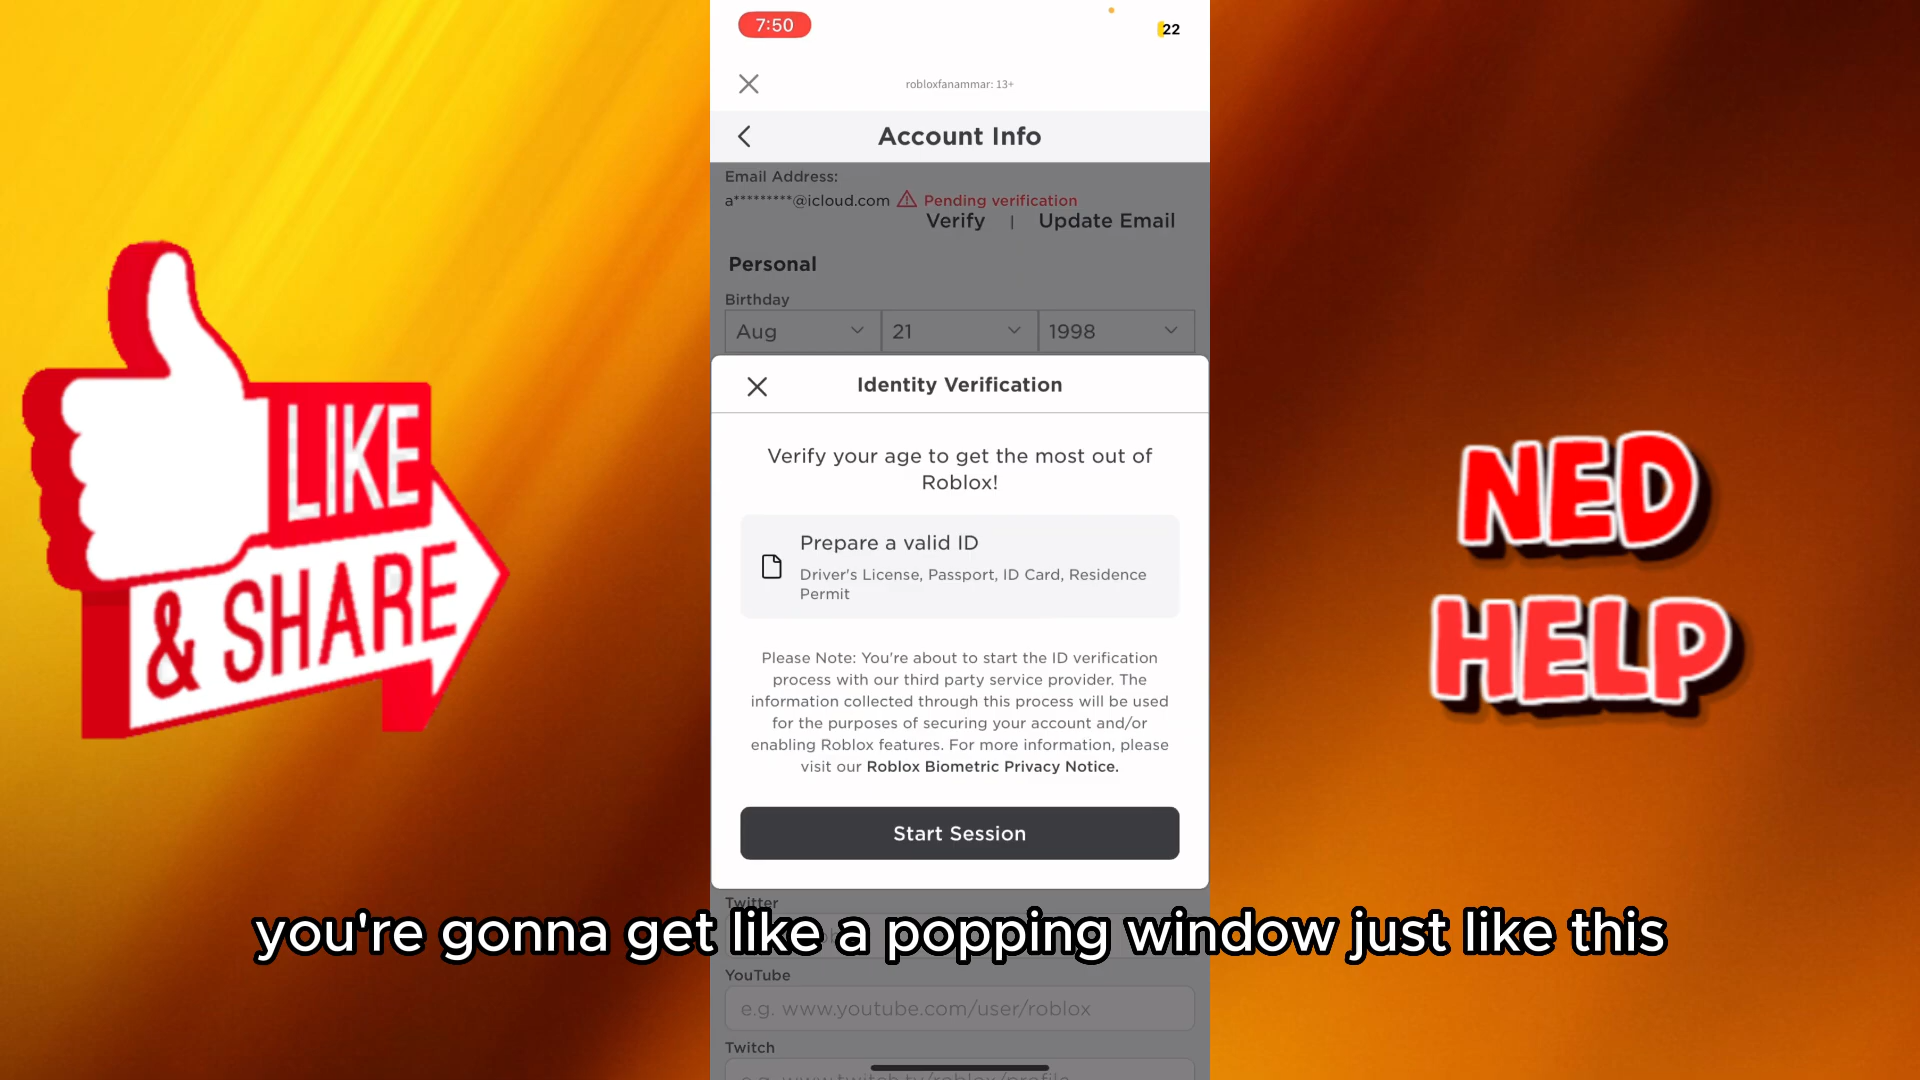 7:50
22
robloxfanammar: 13+
Account Info
Email Address:
a*********@icloud.com Pending verification
Verify | Update Email
Personal
Birthday
Aug 21 1998
Identity Verification
Verify your age to get the most out of
Roblox!
Prepare a valid ID
Driver's License, Passport, ID Card, Residence
Permit
Please Note: You're about to start the ID verification
process with our third party service provider. The
information collected through this process will be used
for the purposes of securing your account and/or
enabling Roblox features. For more information, please
visit our Roblox Biometric Privacy Notice.
Start Session
Twitter
you're gonna get like a popping window just like this
YouTube
e.g. www.youtube.com/user/roblox
Twitch
e.g. www.twitch.tv/roblox/profile
LIKE
& SHARE
NED
HELP